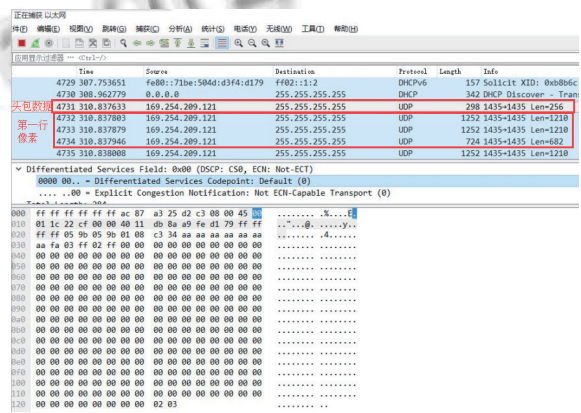 正在捕获 以太网
件(F) 编辑(E) 视图(V) 跳转(G) 捕获(C) 分析(A) 统计(S) 电话(Y) 无线(W) 工具(T) 帮助(H)
应用显示过滤器 … <Ctrl-/>
Time Source Destination Protocol Length Info
4729 307.753651 fe80::71be:504d:d3f4:d179 ff02::1:2 DHCPv6 157 Solicit XID: 0xb8b6c
4730 308.962779 0.0.0.0 255.255.255.255 DHCP 342 DHCP Discover - Tran
头包数据 4731 310.837633 169.254.209.121 255.255.255.255 UDP 298 1435→1435 Len=256
4732 310.837803 169.254.209.121 255.255.255.255 UDP 1252 1435→1435 Len=1210
第一行
像素
4733 310.837879 169.254.209.121 255.255.255.255 UDP 1252 1435→1435 Len=1210
4734 310.837946 169.254.209.121 255.255.255.255 UDP 724 1435→1435 Len=682
4735 310.838008 169.254.209.121 255.255.255.255 UDP 1252 1435→1435 Len=1210
Differentiated Services Field: 0x00 (DSCP: CS0, ECN: Not-ECT)
0000 00.. = Differentiated Services Codepoint: Default (0)
.... ..00 = Explicit Congestion Notification: Not ECN-Capable Transport (0)
000 ff ff ff ff ff ff ac 87 a3 25 d2 c3 08 00 45 00 ........ .%....E.
010 01 1c 22 cf 00 00 40 11 db 8a a9 fe d1 79 ff ff .."...@. .....y..
020 ff ff 05 9b 05 9b 01 08 c3 34 aa aa aa aa aa aa ........ .4......
030 aa fa 03 ff 02 ff 00 00 00 00 00 00 00 00 00 00 ........ ........
040 00 00 00 00 00 00 00 00 00 00 00 00 00 00 00 00 ........ ........
050 00 00 00 00 00 00 00 00 00 00 00 00 00 00 00 00 ........ ........
060 00 00 00 00 00 00 00 00 00 00 00 00 00 00 00 00 ........ ........
070 00 00 00 00 00 00 00 00 00 00 00 00 00 00 00 00 ........ ........
080 00 00 00 00 00 00 00 00 00 00 00 00 00 00 00 00 ........ ........
090 00 00 00 00 00 00 00 00 00 00 00 00 00 00 00 00 ........ ........
0a0 00 00 00 00 00 00 00 00 00 00 00 00 00 00 00 00 ........ ........
0b0 00 00 00 00 00 00 00 00 00 00 00 00 00 00 00 00 ........ ........
0c0 00 00 00 00 00 00 00 00 00 00 00 00 00 00 00 00 ........ ........
0d0 00 00 00 00 00 00 00 00 00 00 00 00 00 00 00 00 ........ ........
0e0 00 00 00 00 00 00 00 00 00 00 00 00 00 00 00 00 ........ ........
0f0 00 00 00 00 00 00 00 00 00 00 00 00 00 00 00 00 ........ ........
100 00 00 00 00 00 00 00 00 00 00 00 00 00 00 00 00 ........ ........
110 00 00 00 00 00 00 00 00 00 00 00 00 00 00 00 00 ........ ........
120 00 00 00 00 00 00 00 00 02 03 ........ ..